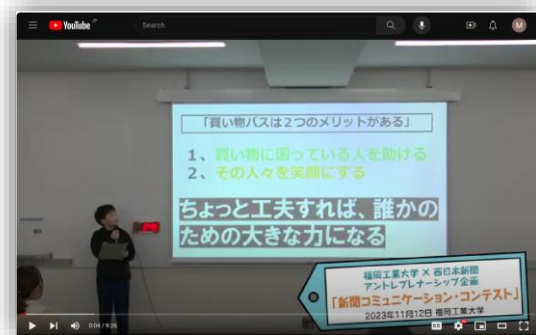 YouTube JP
Search
M
「買い物バスは2つのメリットがある」
1、買い物に困っている人を助ける
2、その人々を笑顔にする
ちょっと工夫すれば、誰かの
ための大きな力になる
福岡工業大学 × 西日本新聞
アントレプレナーシップ企画
「新聞コミュニケーション・コンテスト」
2023年11月12日 福岡工業大学
0:04 / 9:26